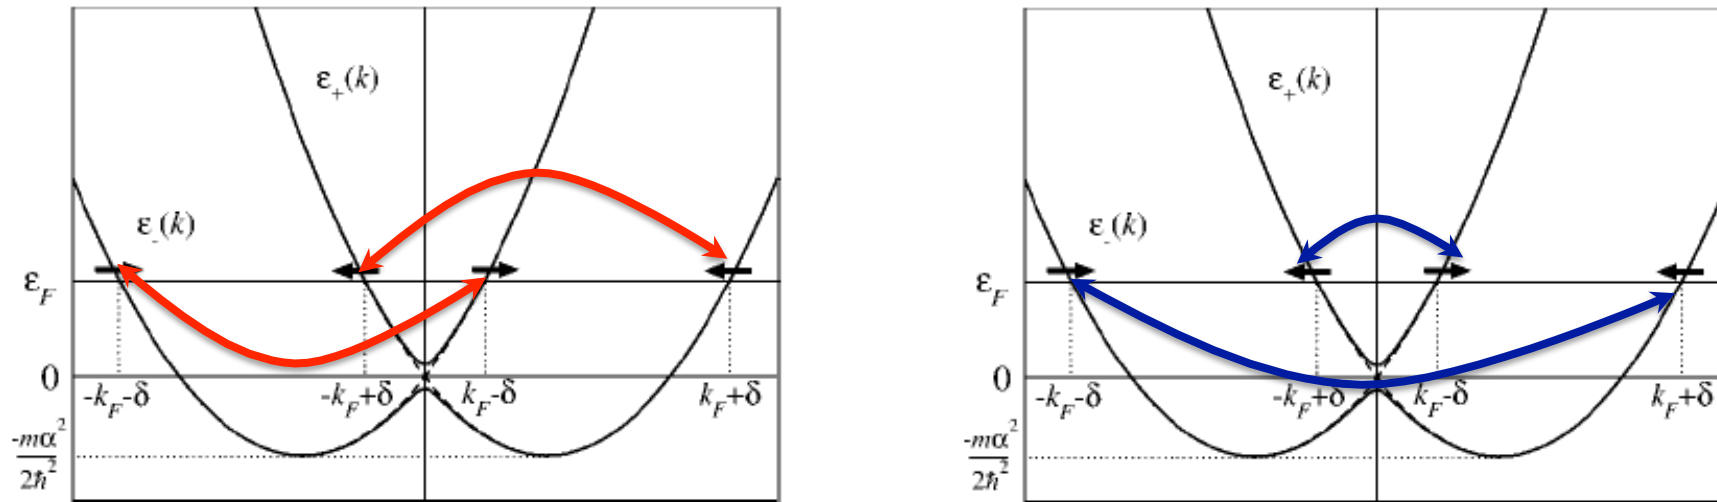 ε₊(k)
ε₋(k)
εF
0
-kF-δ
-kF+δ
kF-δ
kF+δ
-mα²
2ħ²
ε₊(k)
ε₋(k)
εF
0
-kF-δ
-kF+δ
kF-δ
kF+δ
-mα²
2ħ²